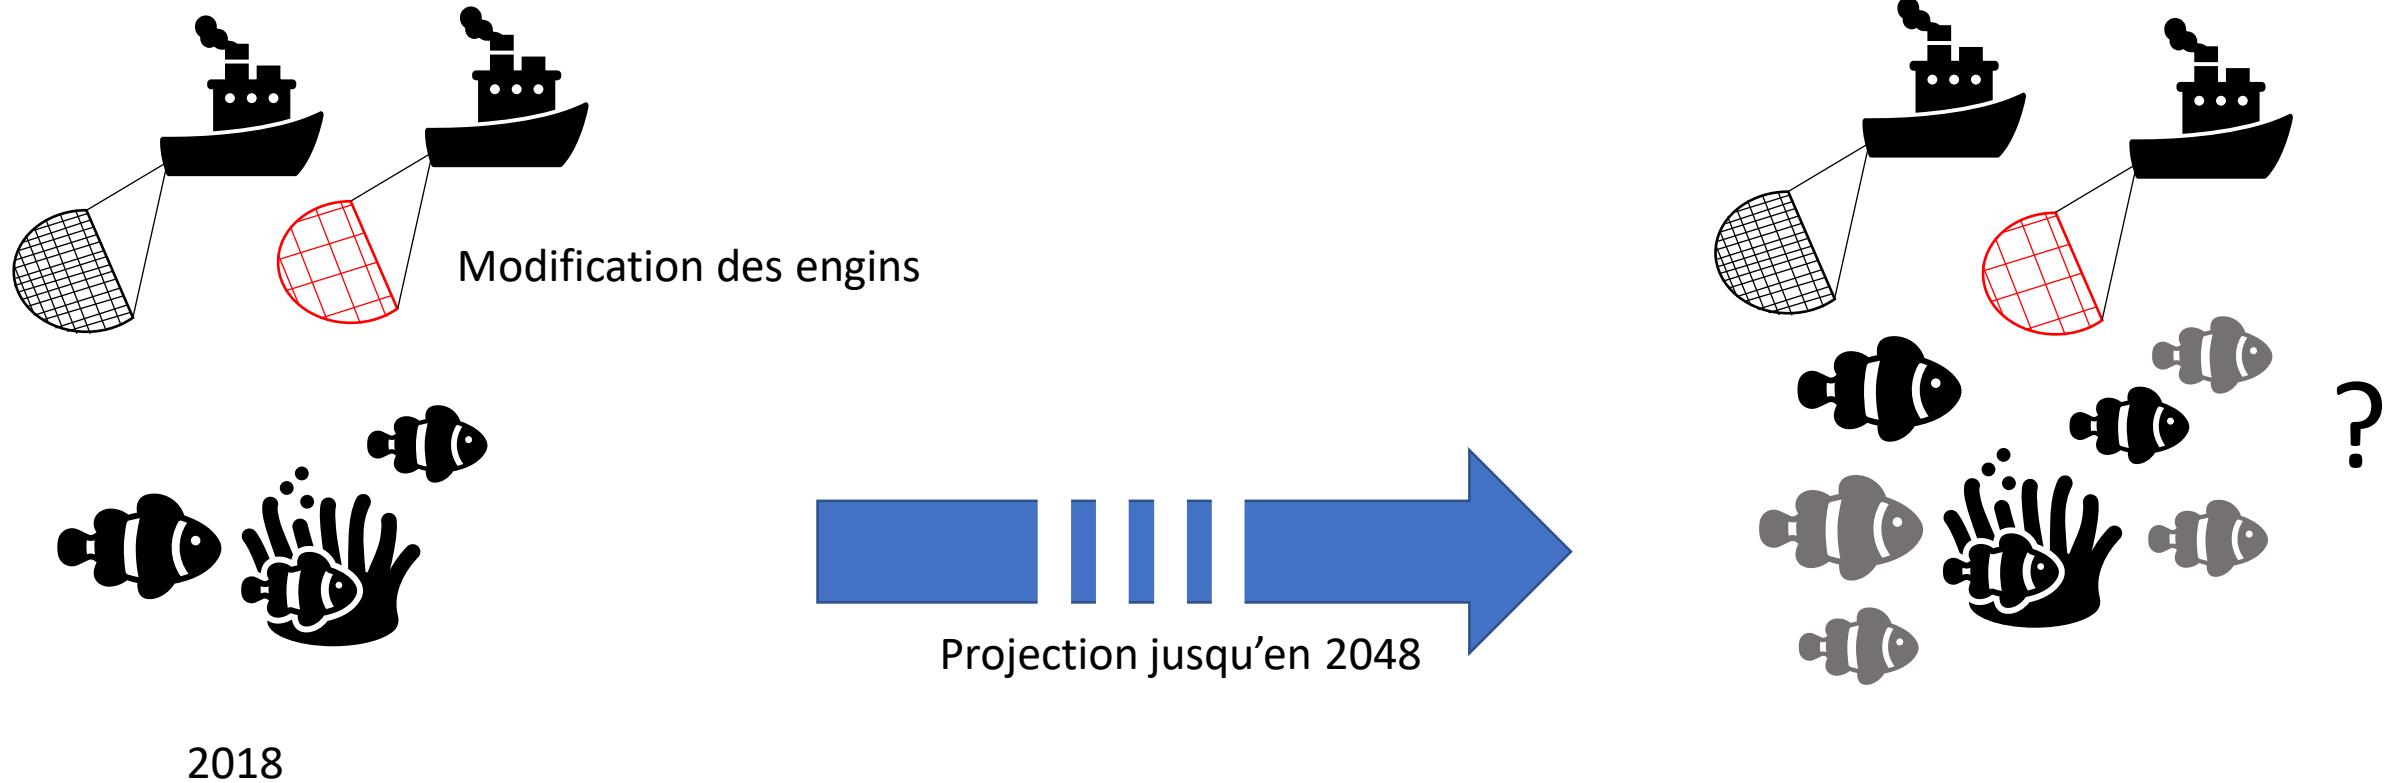 Modification des engins
?
Projection jusqu’en 2048
2018